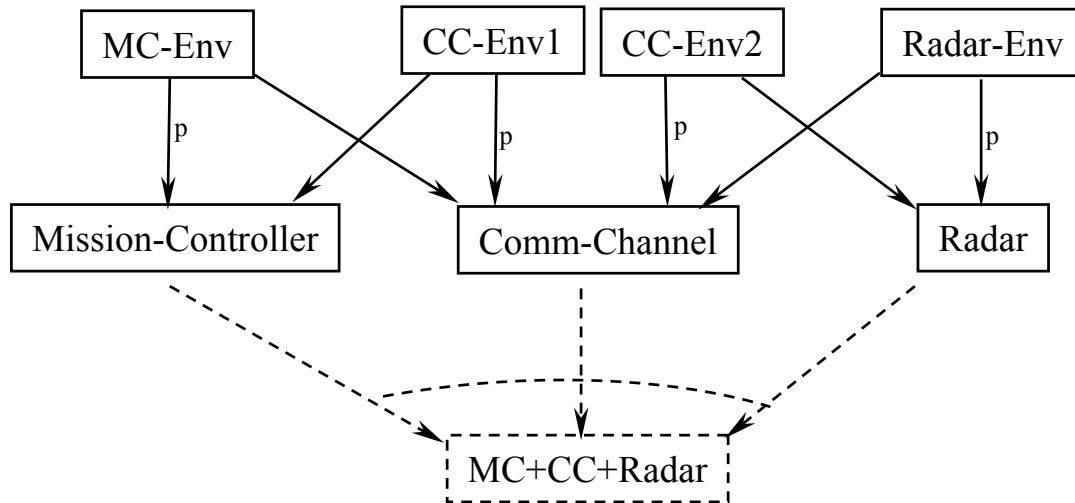 MC-Env
CC-Env1
CC-Env2
Radar-Env
p
p
p
p
Mission-Controller
Comm-Channel
Radar
MC+CC+Radar